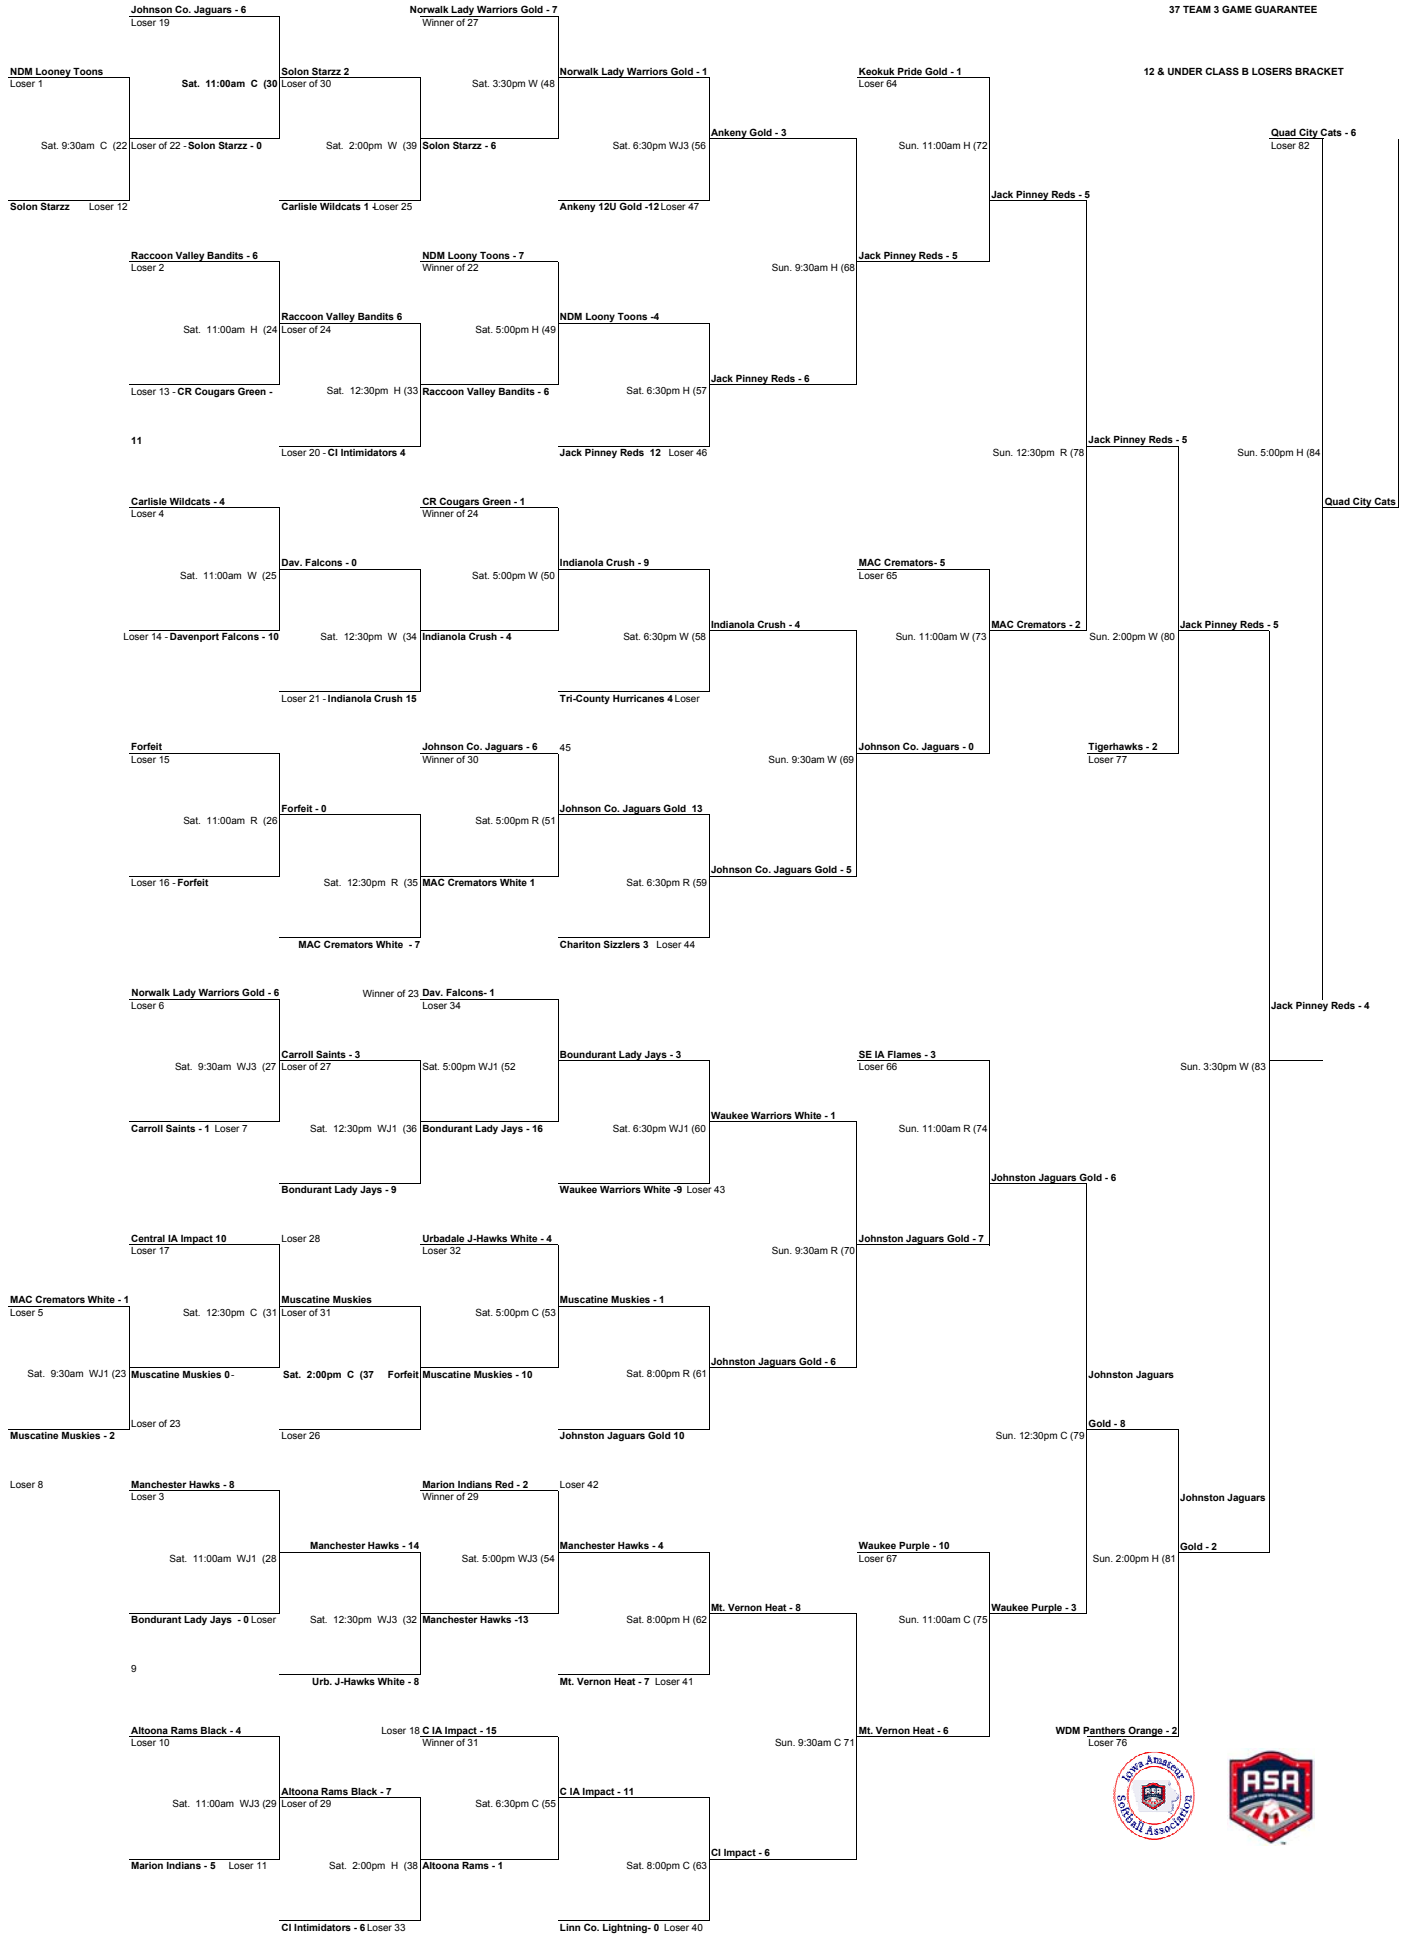 Johnson Co. Jaguars - 6
Norwalk Lady Warriors Gold - 7
37 TEAM 3 GAME GUARANTEE
Loser 19
Winner of 27
NDM Looney Toons
Solon Starzz 2
Norwalk Lady Warriors Gold - 1
Keokuk Pride Gold - 1
12 & UNDER CLASS B LOSERS BRACKET
Loser 1
Sat. 11:00am C (30
Loser of 30
Sat. 3:30pm W (48
Loser 64
Ankeny Gold - 3
Quad City Cats - 6
Sat. 9:30am C (22
Loser of 22 - Solon Starzz - 0
Sat. 2:00pm W (39
Solon Starzz - 6
Sat. 6:30pm WJ3 (56
Sun. 11:00am H (72
Loser 82
Jack Pinney Reds - 5
Solon Starzz Loser 12
Carlisle Wildcats 1 -Loser 25
Ankeny 12U Gold -12 Loser 47
Raccoon Valley Bandits - 6
NDM Loony Toons - 7
Jack Pinney Reds - 5
Loser 2
Winner of 22
Sun. 9:30am H (68
Raccoon Valley Bandits 6
NDM Loony Toons -4
Sat. 11:00am H (24
Loser of 24
Sat. 5:00pm H (49
Jack Pinney Reds - 6
Loser 13 - CR Cougars Green -
Sat. 12:30pm H (33
Raccoon Valley Bandits - 6
Sat. 6:30pm H (57
11
Jack Pinney Reds - 5
Loser 20 - CI Intimidators 4
Jack Pinney Reds 12 Loser 46
Sun. 12:30pm R (78
Sun. 5:00pm H (84
Carlisle Wildcats - 4
CR Cougars Green - 1
Quad City Cats
Loser 4
Winner of 24
Dav. Falcons - 0
Indianola Crush - 9
MAC Cremators- 5
Sat. 11:00am W (25
Sat. 5:00pm W (50
Loser 65
Indianola Crush - 4
MAC Cremators - 2
Jack Pinney Reds - 5
Loser 14 - Davenport Falcons - 10
Sat. 12:30pm W (34
Indianola Crush - 4
Sat. 6:30pm W (58
Sun. 11:00am W (73
Sun. 2:00pm W (80
Loser 21 - Indianola Crush 15
Tri-County Hurricanes 4 Loser
Forfeit
Johnson Co. Jaguars - 6
45
Johnson Co. Jaguars - 0
Tigerhawks - 2
Loser 15
Winner of 30
Sun. 9:30am W (69
Loser 77
Forfeit - 0
Johnson Co. Jaguars Gold 13
Sat. 11:00am R (26
Sat. 5:00pm R (51
Johnson Co. Jaguars Gold - 5
Loser 16 - Forfeit
Sat. 12:30pm R (35
MAC Cremators White 1
Sat. 6:30pm R (59
MAC Cremators White - 7
Chariton Sizzlers 3 Loser 44
Norwalk Lady Warriors Gold - 6
Winner of 23
Dav. Falcons- 1
Loser 6
Loser 34
Jack Pinney Reds - 4
Carroll Saints - 3
Boundurant Lady Jays - 3
SE IA Flames - 3
Sat. 9:30am WJ3 (27
Loser of 27
Sat. 5:00pm WJ1 (52
Loser 66
Sun. 3:30pm W (83
Waukee Warriors White - 1
Carroll Saints - 1 Loser 7
Sat. 12:30pm WJ1 (36
Bondurant Lady Jays - 16
Sat. 6:30pm WJ1 (60
Sun. 11:00am R (74
Johnston Jaguars Gold - 6
Bondurant Lady Jays - 9
Waukee Warriors White -9 Loser 43
Central IA Impact 10
Loser 28
Urbadale J-Hawks White - 4
Johnston Jaguars Gold - 7
Loser 17
Loser 32
Sun. 9:30am R (70
MAC Cremators White - 1
Muscatine Muskies
Muscatine Muskies - 1
Loser 5
Sat. 12:30pm C (31
Loser of 31
Sat. 5:00pm C (53
Johnston Jaguars Gold - 6
Sat. 9:30am WJ1 (23
Muscatine Muskies 0-
Sat. 2:00pm C (37 Forfeit
Muscatine Muskies - 10
Sat. 8:00pm R (61
Johnston Jaguars
Loser of 23
Gold - 8
Muscatine Muskies - 2
Loser 26
Johnston Jaguars Gold 10
Sun. 12:30pm C (79
Loser 8
Manchester Hawks - 8
Marion Indians Red - 2
Loser 42
Loser 3
Winner of 29
Johnston Jaguars
Manchester Hawks - 14
Manchester Hawks - 4
Waukee Purple - 10
Gold - 2
Sat. 11:00am WJ1 (28
Sat. 5:00pm WJ3 (54
Loser 67
Sun. 2:00pm H (81
Mt. Vernon Heat - 8
Waukee Purple - 3
Bondurant Lady Jays - 0 Loser
Sat. 12:30pm WJ3 (32
Manchester Hawks -13
Sat. 8:00pm H (62
Sun. 11:00am C (75
9
Urb. J-Hawks White - 8
Mt. Vernon Heat - 7 Loser 41
Altoona Rams Black - 4
Loser 18
C IA Impact - 15
Mt. Vernon Heat - 6
WDM Panthers Orange - 2
Loser 10
Winner of 31
Sun. 9:30am C 71
Loser 76
Altoona Rams Black - 7
C IA Impact - 11
Sat. 11:00am WJ3 (29
Loser of 29
Sat. 6:30pm C (55
Iowa Amateur
Softball Association
ASA
CI Impact - 6
Marion Indians - 5 Loser 11
Sat. 2:00pm H (38
Altoona Rams - 1
Sat. 8:00pm C (63
CI Intimidators - 6 Loser 33
Linn Co. Lightning- 0 Loser 40